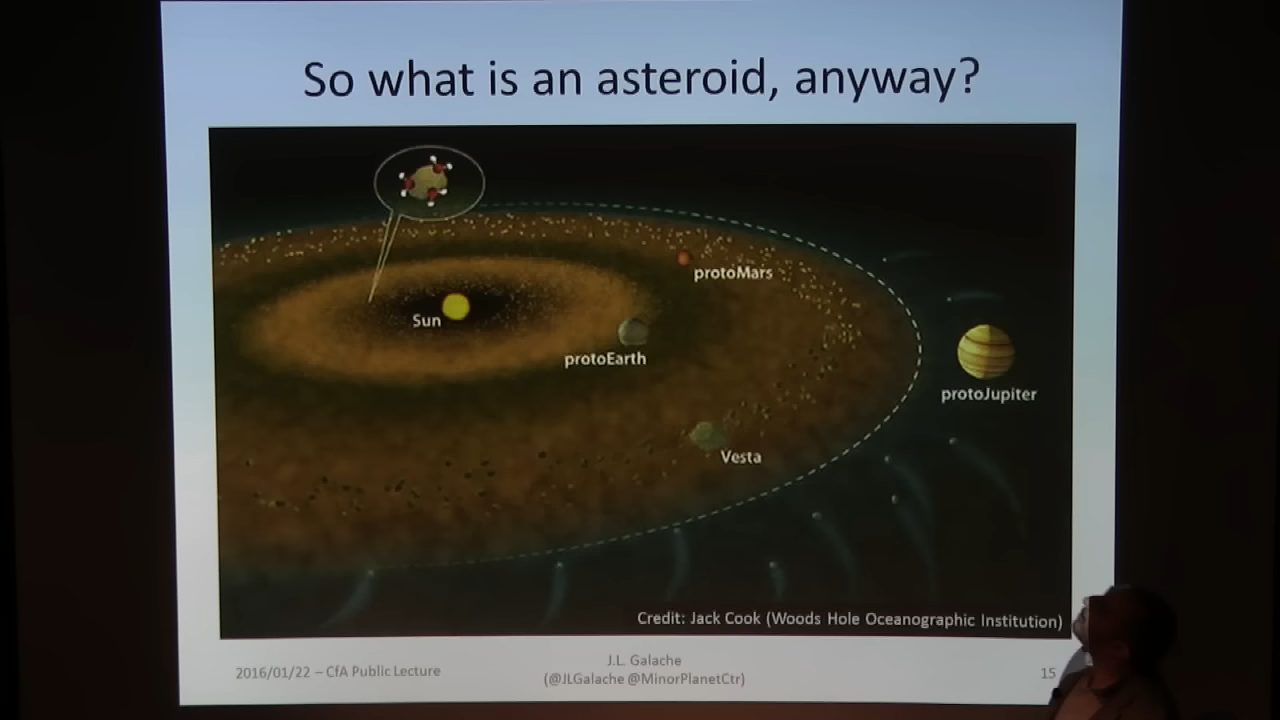 So what is an asteroid, anyway?
protoMars
Sun
protoEarth
protoJupiter
Vesta
Credit: Jack Cook (Woods Hole Oceanographic Institution)
2016/01/22 – CfA Public Lecture
J.L. Galache
(@JLGalache @MinorPlanetCtr)
15